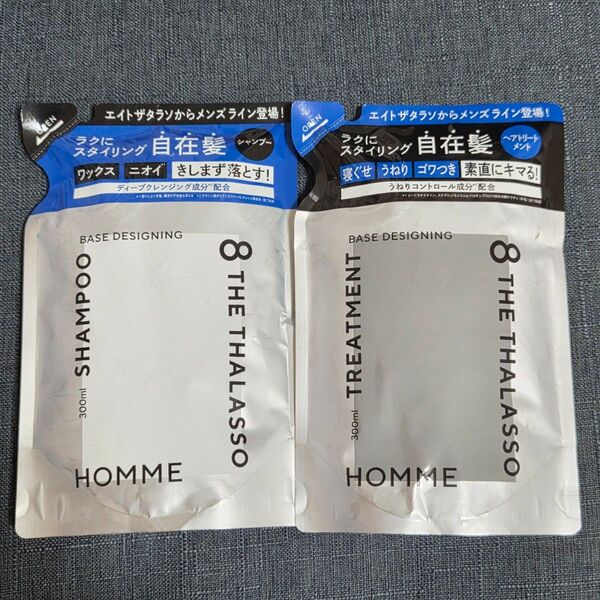 OPEN
エイトザタラソからメンズライン登場!
ラクに
スタイリング 自在髪
シャンプー
ワックス ニオイ きしまず落とす!
ディープクレンジング成分 配合
BASE DESIGNING
SHAMPOO
300ml
8 THE THALASSO
HOMME
OPEN
エイトザタラソからメンズライン登場!
ラクに
スタイリング 自在髪
ヘアトリート
メント
寝ぐせ うねり ゴワつき 素直にキマる!
うねりコントロール成分 配合
BASE DESIGNING
TREATMENT
300ml
8 THE THALASSO
HOMME